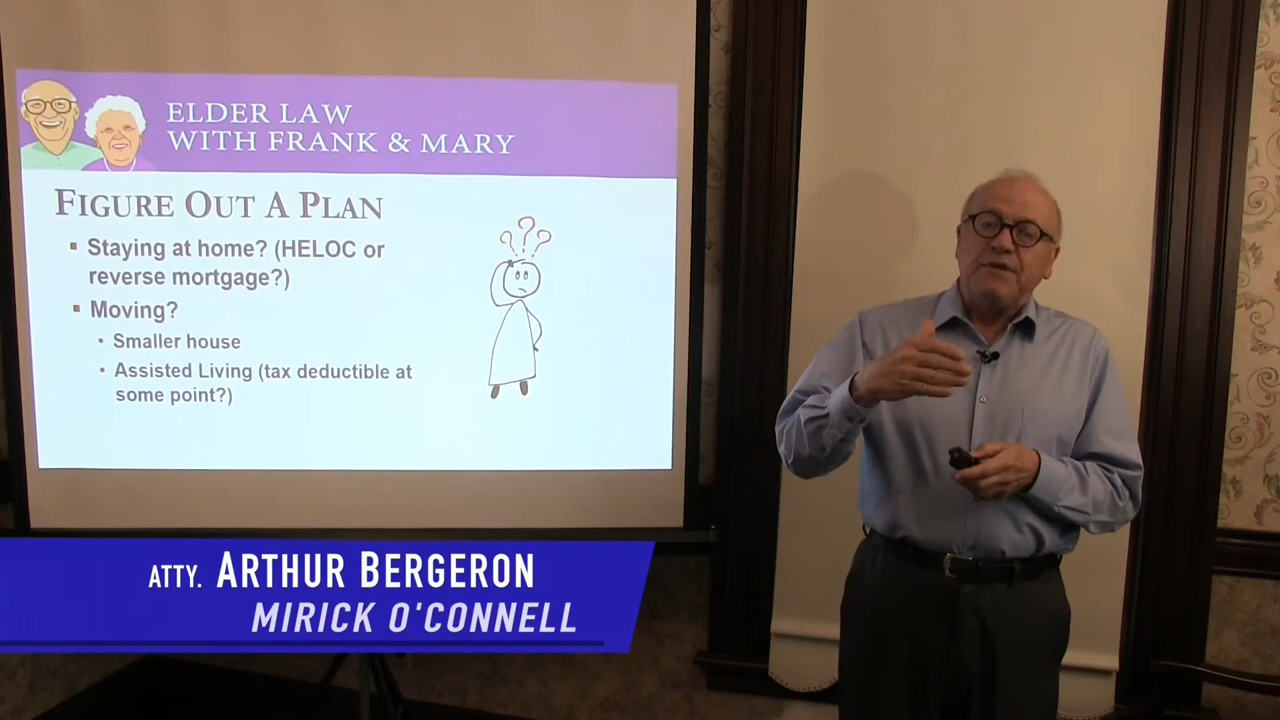 ELDER LAW
WITH FRANK & MARY
FIGURE OUT A PLAN
Staying at home? (HELOC or
reverse mortgage?)
Moving?
Smaller house
Assisted Living (tax deductible at
some point?)
???
ATTY. ARTHUR BERGERON
MIRICK O'CONNELL